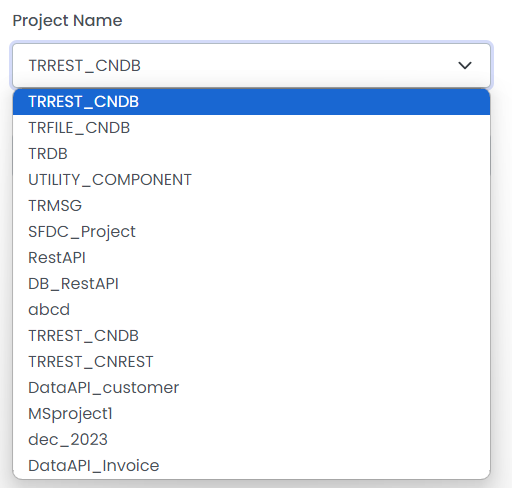 Project Name
TRREST_CNDB
TRREST_CNDB
TRFILE_CNDB
TRDB
UTILITY_COMPONENT
TRMSG
SFDC_Project
RestAPI
DB_RestAPI
abcd
TRREST_CNDB
TRREST_CNREST
DataAPI_customer
MSproject1
dec_2023
DataAPI_Invoice